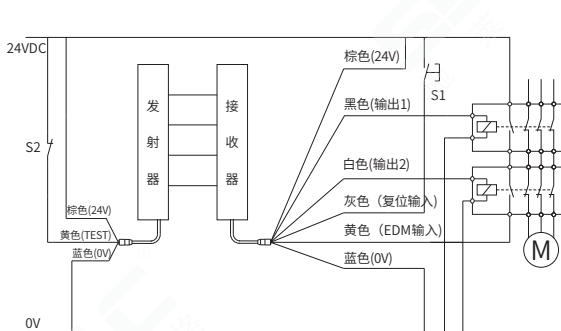 24VDC
S2
0V
发射器
接收器
棕色(24V)
黄色(TEST)
蓝色(0V)
棕色(24V)
黑色(输出1)
白色(输出2)
灰色（复位输入)
黄色（EDM输入)
蓝色(0V)
S1
M